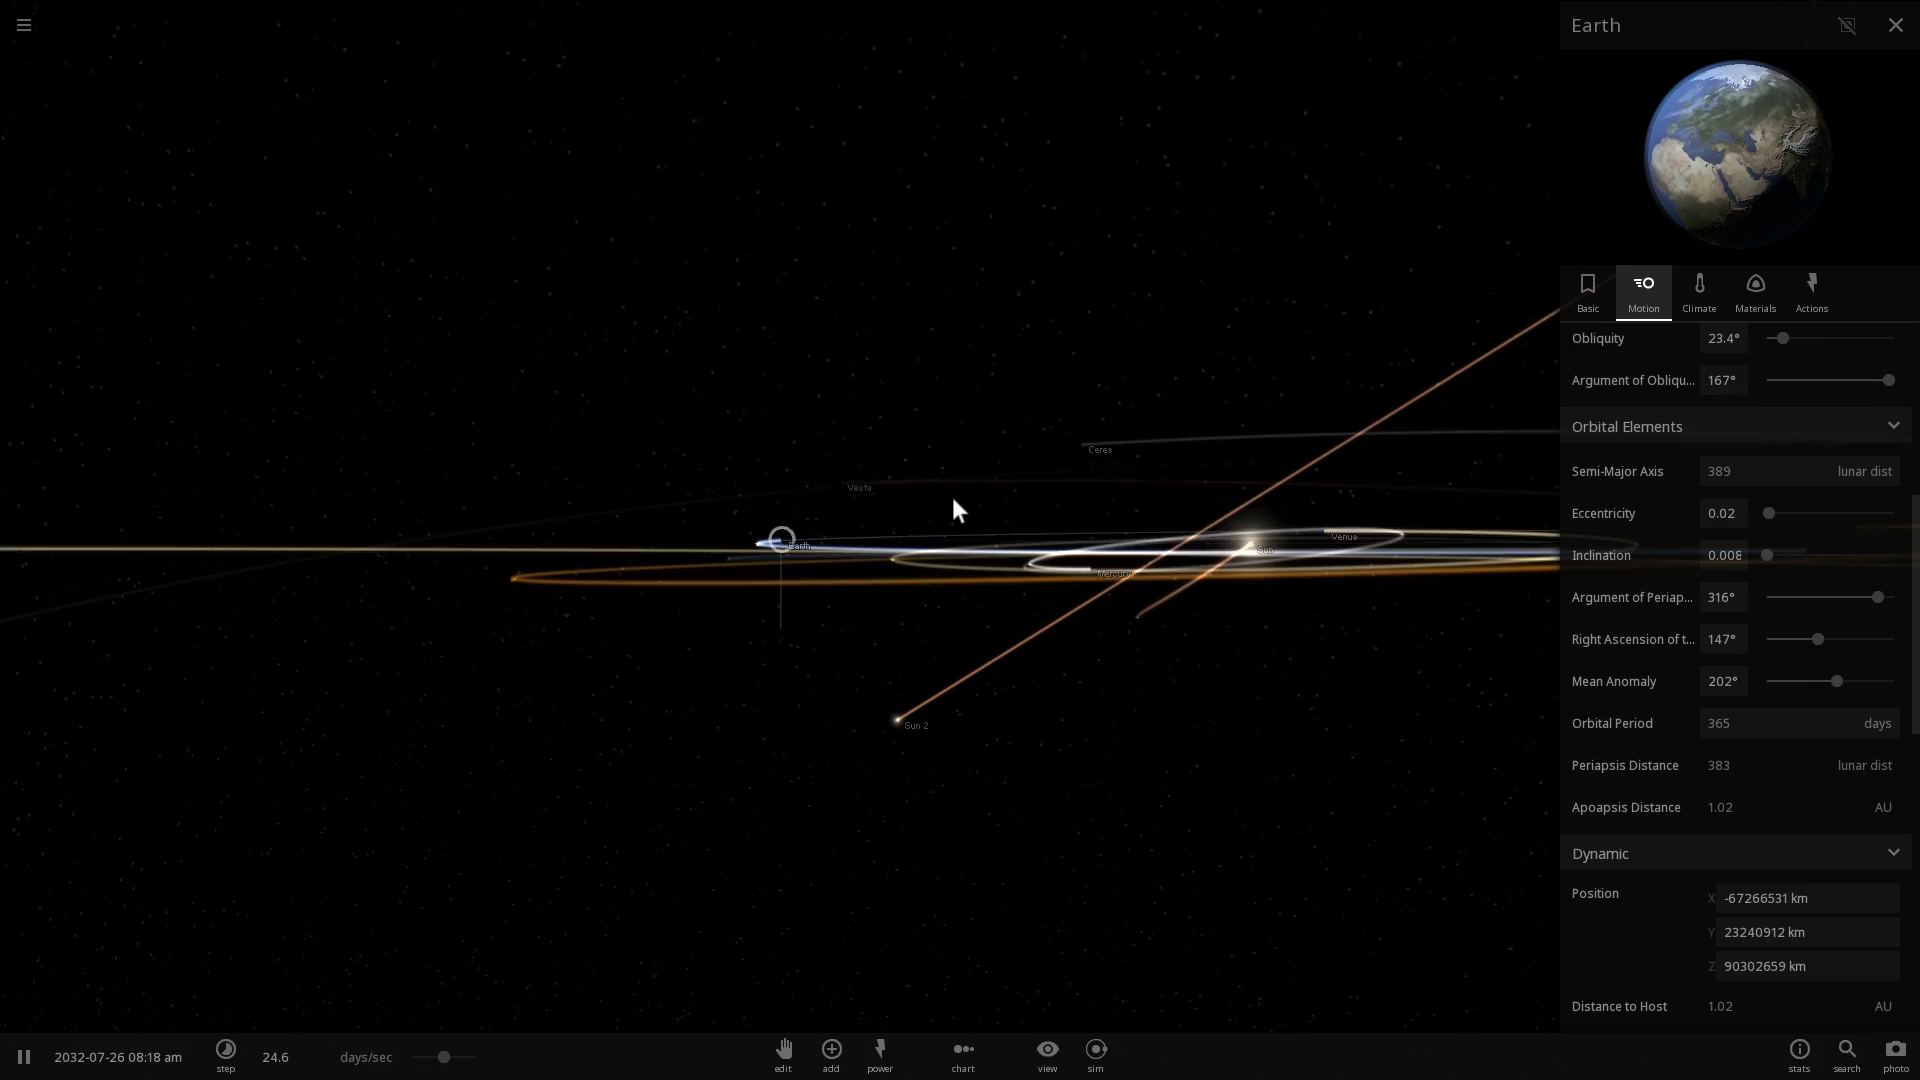 Earth
Basic
Motion
Climate
Materials
Actions
Obliquity 23.4°
Argument of Obliqu... 167°
Orbital Elements
Ceres
Semi-Major Axis 389 lunar dist
Vesta
Eccentricity 0.02
Earth
Venus
Sun
Inclination 0.008
Mercury
Argument of Periap... 316°
Right Ascension of t... 147°
Mean Anomaly 202°
Sun 2
Orbital Period 365 days
Periapsis Distance 383 lunar dist
Apoapsis Distance 1.02 AU
Dynamic
Position X -67266531 km
Y 23240912 km
Z 90302659 km
Distance to Host 1.02 AU
2032-07-26 08:18 am
step
24.6 days/sec
edit
add
power
chart
view
sim
stats
search
photo